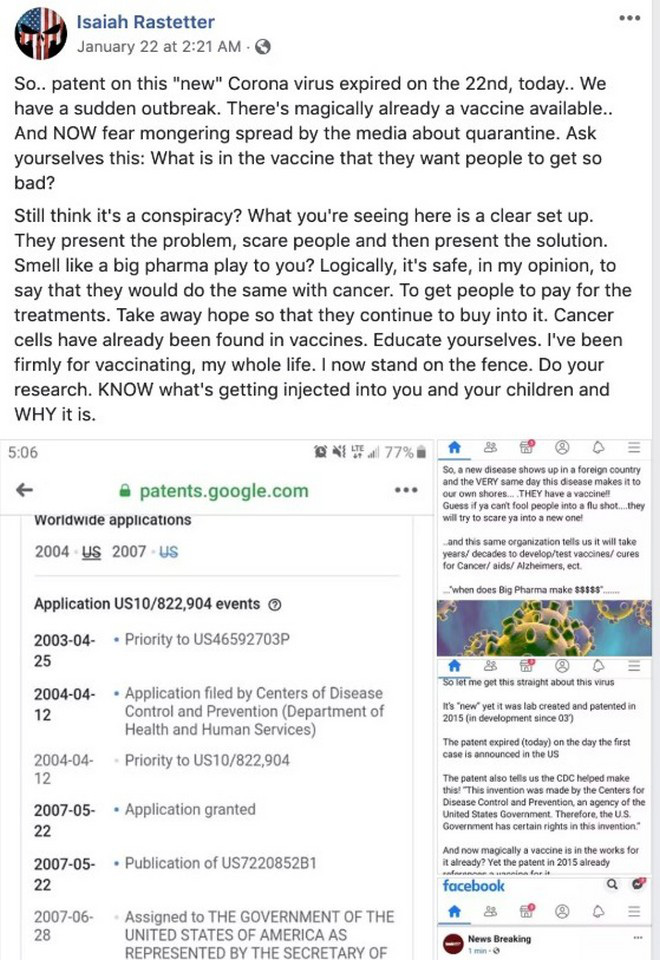 Isaiah Rastetter
January 22 at 2:21 AM ·
So.. patent on this "new" Corona virus expired on the 22nd, today.. We
have a sudden outbreak. There's magically already a vaccine available..
And NOW fear mongering spread by the media about quarantine. Ask
yourselves this: What is in the vaccine that they want people to get so
bad?
Still think it's a conspiracy? What you're seeing here is a clear set up.
They present the problem, scare people and then present the solution.
Smell like a big pharma play to you? Logically, it's safe, in my opinion, to
say that they would do the same with cancer. To get people to pay for the
treatments. Take away hope so that they continue to buy into it. Cancer
cells have already been found in vaccines. Educate yourselves. I've been
firmly for vaccinating, my whole life. I now stand on the fence. Do your
research. KNOW what's getting injected into you and your children and
WHY it is.
5:06
LTE
77%
patents.google.com
Worldwide applications
2004 · US 2007 · US
Application US10/822,904 events
2003-04-
25
• Priority to US46592703P
2004-04-
12
• Application filed by Centers of Disease
Control and Prevention (Department of
Health and Human Services)
2004-04-
12
• Priority to US10/822,904
2007-05-
22
• Application granted
2007-05-
22
• Publication of US7220852B1
2007-06-
28
• Assigned to THE GOVERNMENT OF THE
UNITED STATES OF AMERICA AS
REPRESENTED BY THE SECRETARY OF
So, a new disease shows up in a foreign country
and the VERY same day this disease makes it to
our own shores... .THEY have a vaccine!!
Guess if ya can't fool people into a flu shot....they
will try to scare ya into a new one!
..and this same organization tells us it will take
years/ decades to develop/test vaccines/ cures
for Cancer/ aids/ Alzheimers, ect.
..."when does Big Pharma make $$$$$".......
So let me get this straight about this virus
It's "new" yet it was lab created and patented in
2015 (in development since 03')
The patent expired (today) on the day the first
case is announced in the US
The patent also tells us the CDC helped make
this! "This invention was made by the Centers for
Disease Control and Prevention, an agency of the
United States Government. Therefore, the U.S.
Government has certain rights in this invention."
And now magically a vaccine is in the works for
it already? Yet the patent in 2015 already
references a vaccine for it
facebook
News Breaking
1 min ·